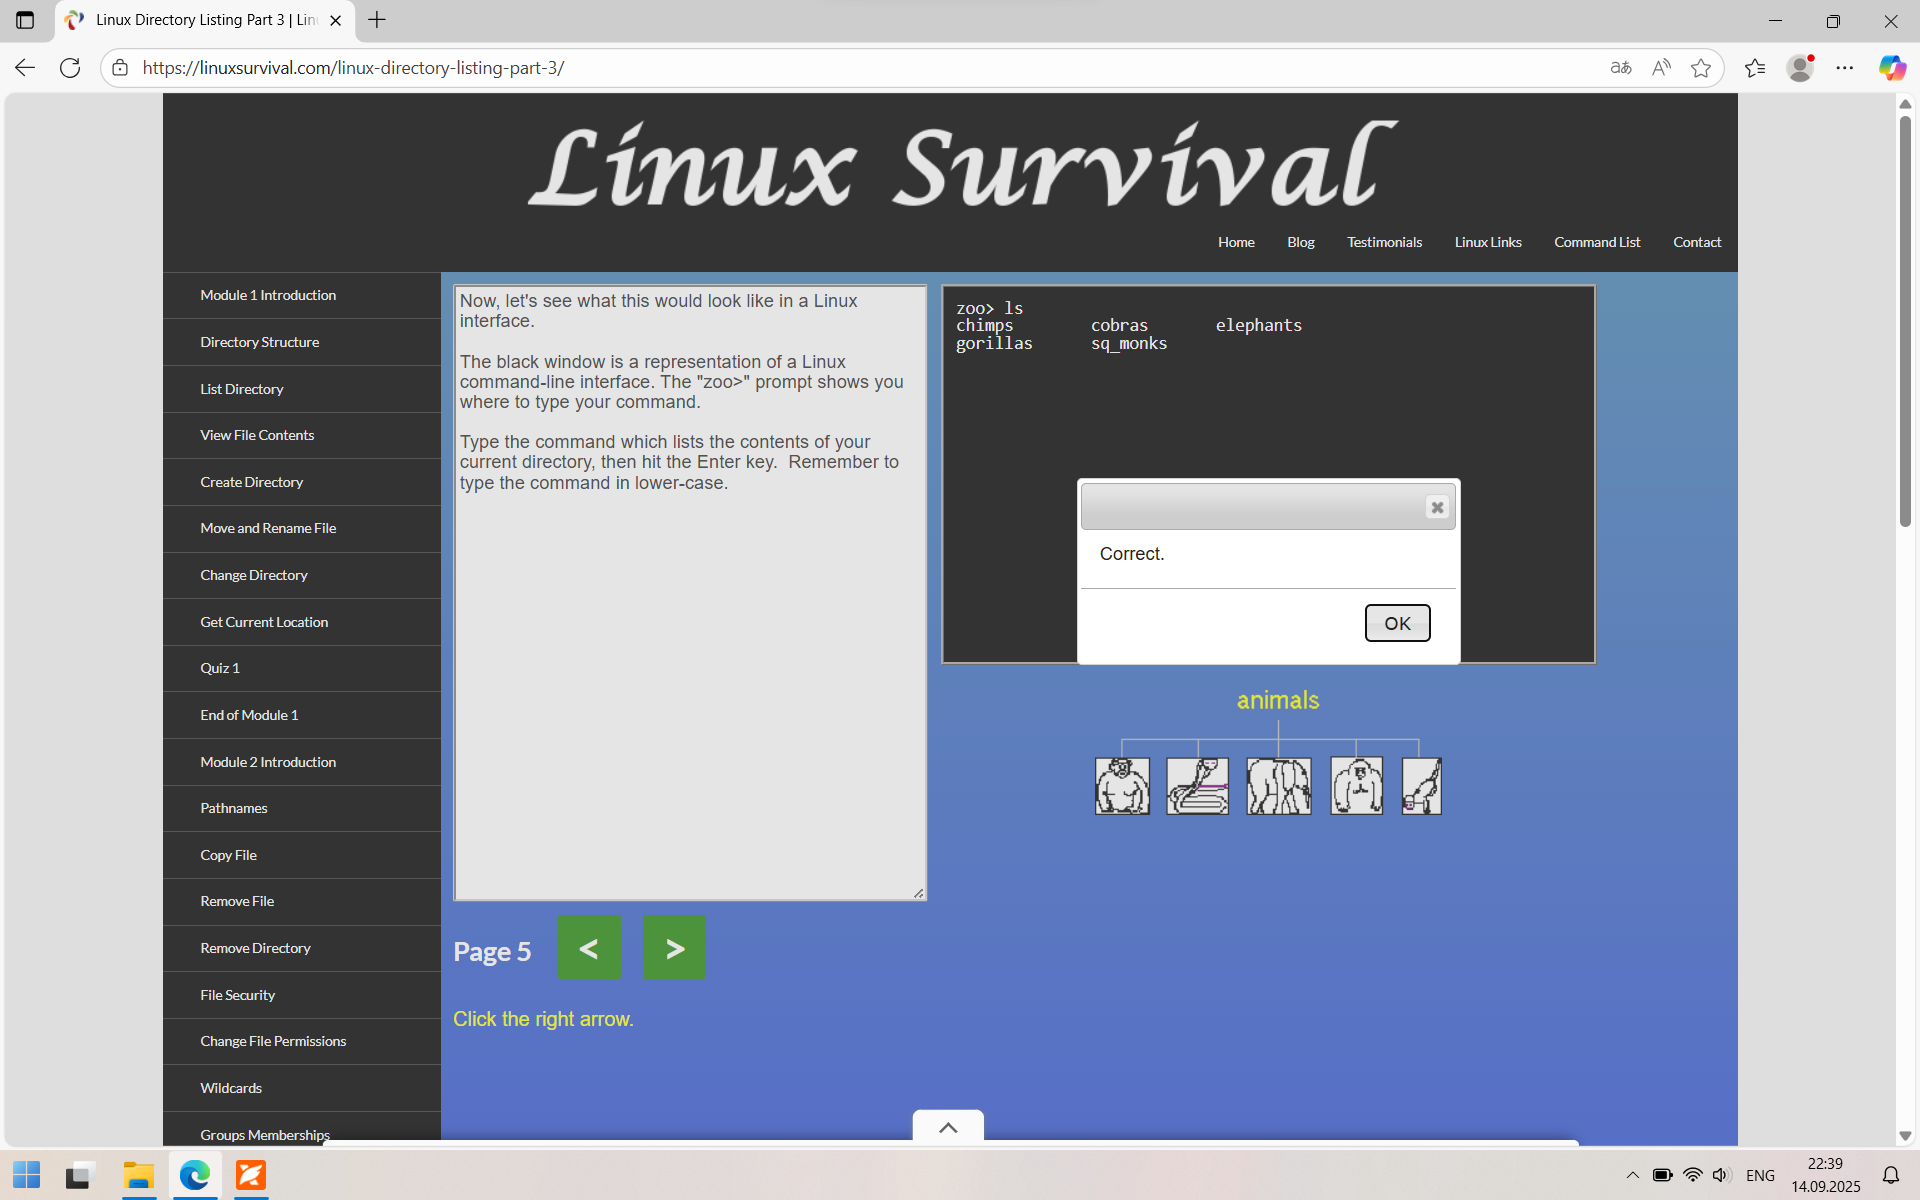 Linux Directory Listing Part 3 | Lin
https://linuxsurvival.com/linux-directory-listing-part-3/
Linux Survival
Home Blog Testimonials Linux Links Command List Contact
Module 1 Introduction
Directory Structure
List Directory
View File Contents
Create Directory
Move and Rename File
Change Directory
Get Current Location
Quiz 1
End of Module 1
Module 2 Introduction
Pathnames
Copy File
Remove File
Remove Directory
File Security
Change File Permissions
Wildcards
Groups Memberships
Now, let's see what this would look like in a Linux
interface.
The black window is a representation of a Linux
command-line interface. The "zoo>" prompt shows you
where to type your command.
Type the command which lists the contents of your
current directory, then hit the Enter key.  Remember to
type the command in lower-case.
zoo> ls
chimps cobras elephants
gorillas sq_monks
Correct.
OK
animals
Page 5 < >
Click the right arrow.
ENG
22:39
14.09.2025